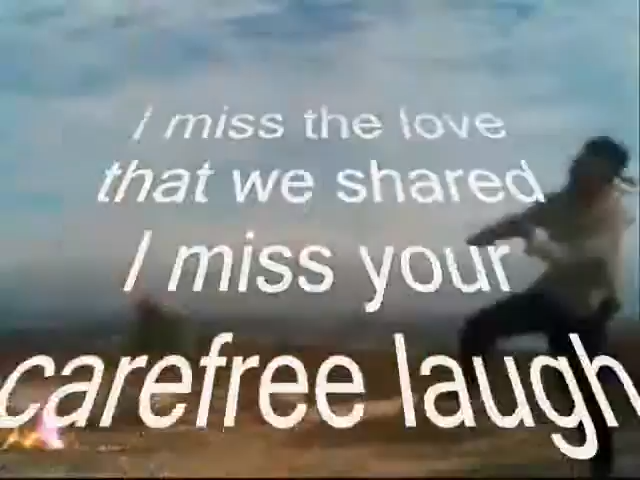 I miss the love
that we shared
I miss your
carefree laugh